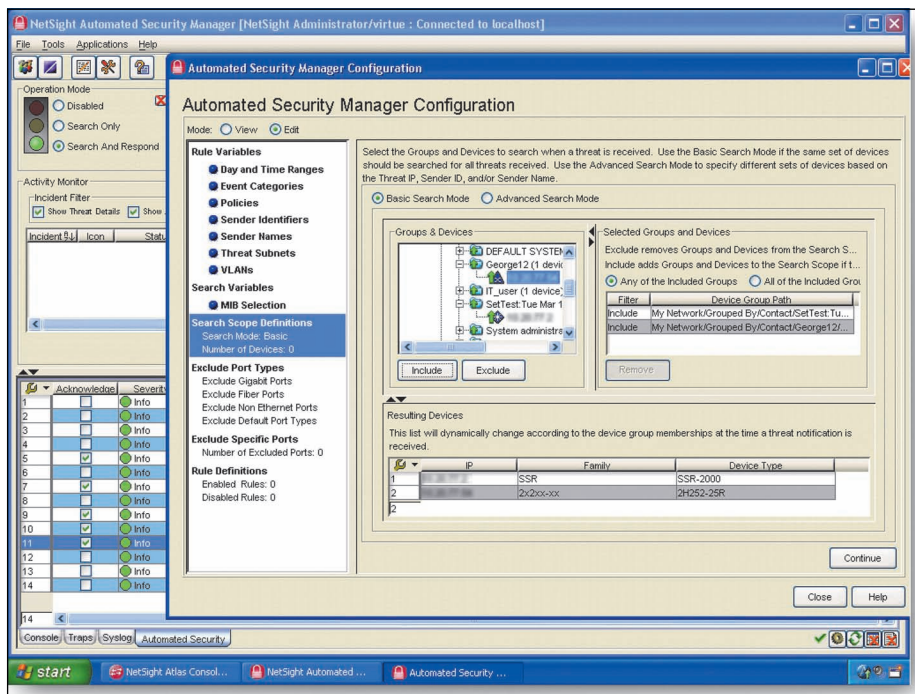 NetSight Automated Security Manager [NetSight Administrator/virtue : Connected to localhost]
File Tools Applications Help
Operation Mode
Disabled
Search Only
Search And Respond
Activity Monitor
Incident Filter
Show Threat Details Show
Incident Icon Statu
Acknowledge Severity
1 Info
2 Info
3 Info
4 Info
5 Info
6 Info
7 Info
8 Info
9 Info
10 Info
11 Info
12 Info
13 Info
14 Info
14
Console Traps Syslog Automated Security
Automated Security Manager Configuration
Automated Security Manager Configuration
Mode: View Edit
Rule Variables
Day and Time Ranges
Event Categories
Policies
Sender Identifiers
Sender Names
Threat Subnets
VLANs
Search Variables
MIB Selection
Search Scope Definitions
Search Mode: Basic
Number of Devices: 0
Exclude Port Types
Exclude Gigabit Ports
Exclude Fiber Ports
Exclude Non Ethernet Ports
Exclude Default Port Types
Exclude Specific Ports
Number of Excluded Ports: 0
Rule Definitions
Enabled Rules: 0
Disabled Rules: 0
Select the Groups and Devices to search when a threat is received. Use the Basic Search Mode if the same set of devices
should be searched for all threats received. Use the Advanced Search Mode to specify different sets of devices based on
the Threat IP, Sender ID, and/or Sender Name.
Basic Search Mode Advanced Search Mode
Groups & Devices
DEFAULT SYSTEM
George12 (1 devic
IT_user (1 device)
SetTest:Tue Mar 1
System administra
Include Exclude
Selected Groups and Devices
Exclude removes Groups and Devices from the Search S...
Include adds Groups and Devices to the Search Scope if t...
Any of the Included Groups All of the Included Grou
Filter Device Group Path
Include My Network/Grouped By/Contact/SetTest:Tu...
Include My Network/Grouped By/Contact/George12/...
Remove
Resulting Devices
This list will dynamically change according to the device group memberships at the time a threat notification is
received.
IP Family Device Type
1 SSR SSR-2000
2 2x2xx-xx 2H252-25R
2
Continue
Close Help
start NetSight Atlas Consol... NetSight Automated ... Automated Security ...